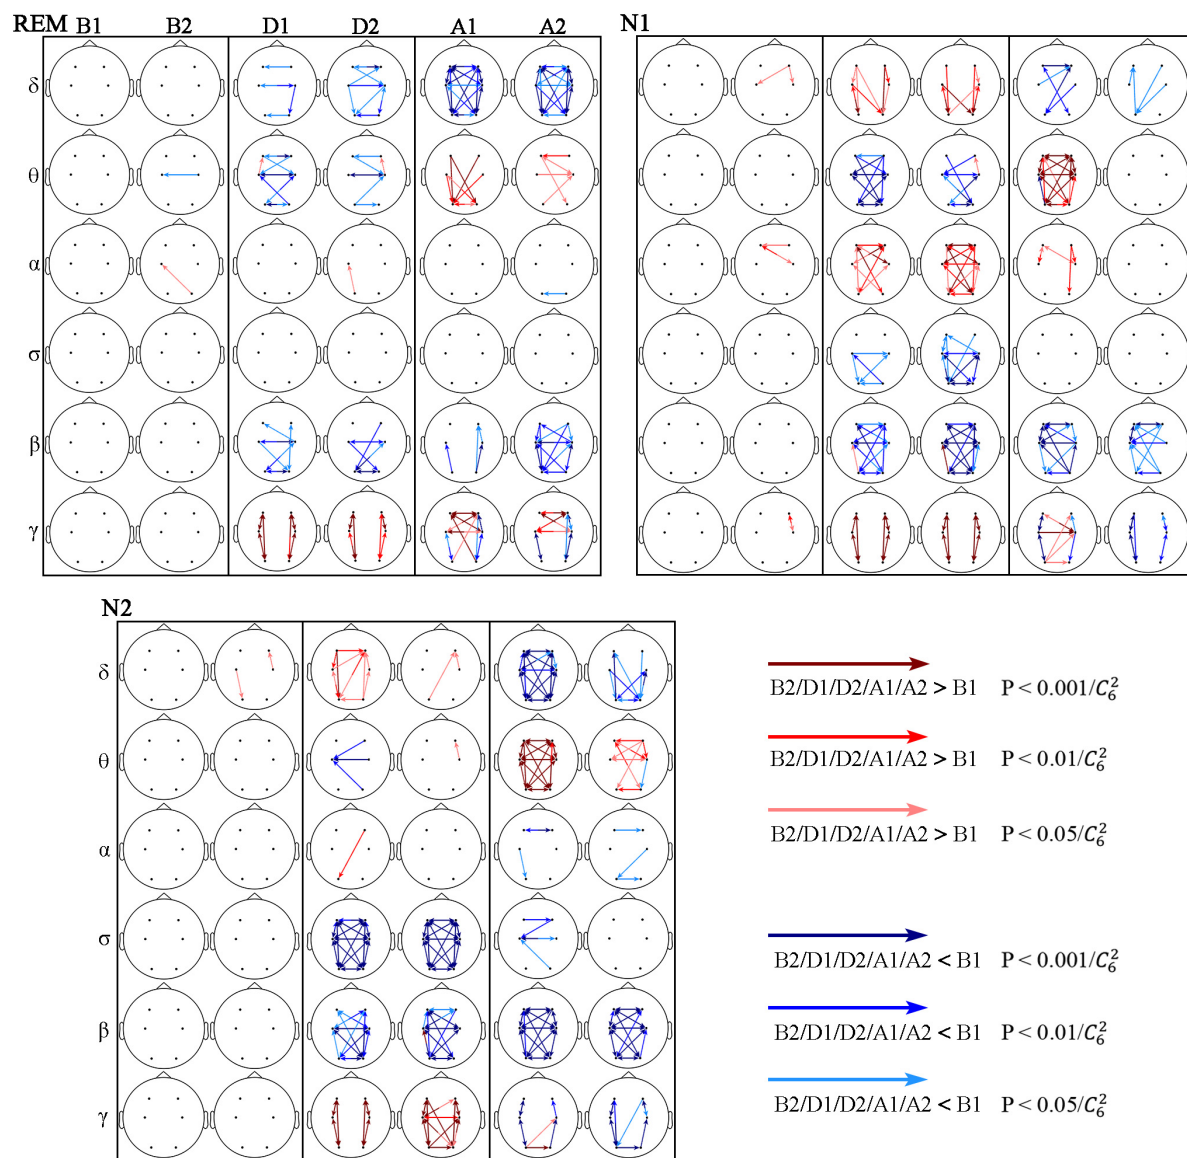 REM B1 B2 D1 D2 A1 A2 N1
δ
θ
α
σ
β
γ
N2
δ
θ
α
σ
β
γ
B2/D1/D2/A1/A2 > B1 P < 0.001/C₆²
B2/D1/D2/A1/A2 > B1 P < 0.01/C₆²
B2/D1/D2/A1/A2 > B1 P < 0.05/C₆²
B2/D1/D2/A1/A2 < B1 P < 0.001/C₆²
B2/D1/D2/A1/A2 < B1 P < 0.01/C₆²
B2/D1/D2/A1/A2 < B1 P < 0.05/C₆²